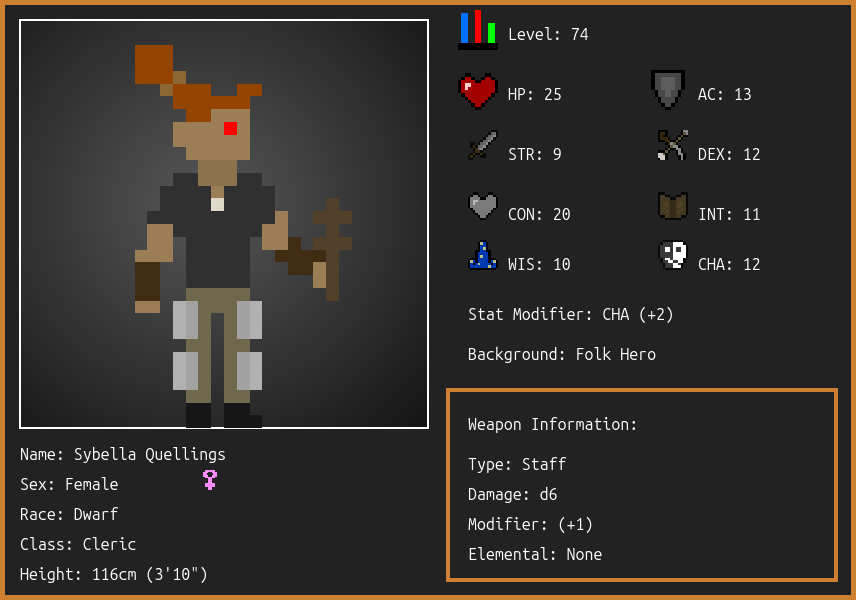 Level: 74
HP: 25
AC: 13
STR: 9
DEX: 12
CON: 20
INT: 11
WIS: 10
CHA: 12
Stat Modifier: CHA (+2)
Background: Folk Hero
Weapon Information:
Type: Staff
Damage: d6
Modifier: (+1)
Elemental: None
Name: Sybella Quellings
Sex: Female
Race: Dwarf
Class: Cleric
Height: 116cm (3'10")